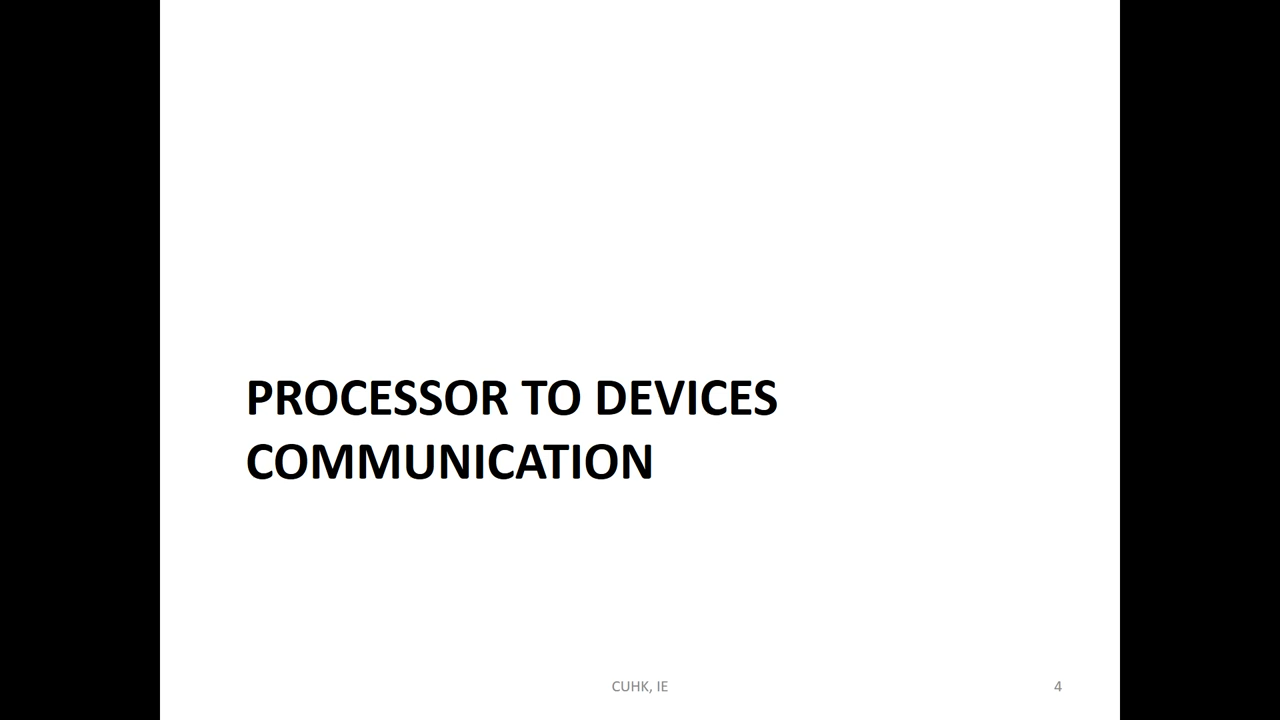 PROCESSOR TO DEVICES
COMMUNICATION
CUHK, IE
4